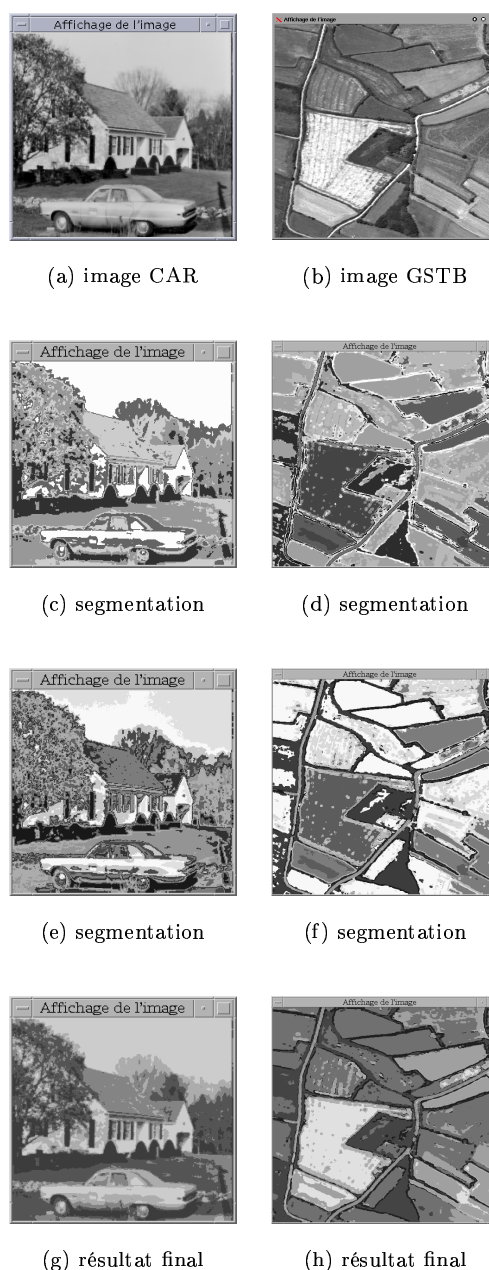 Affichage de l'image Affichage de l'image
(a) image CAR (b) image GSTB
Affichage de l'image Affichage de l'image
(c) segmentation (d) segmentation
Affichage de l'image Affichage de l'image
(e) segmentation (f) segmentation
Affichage de l'image Affichage de l'image
(g) résultat final (h) résultat final